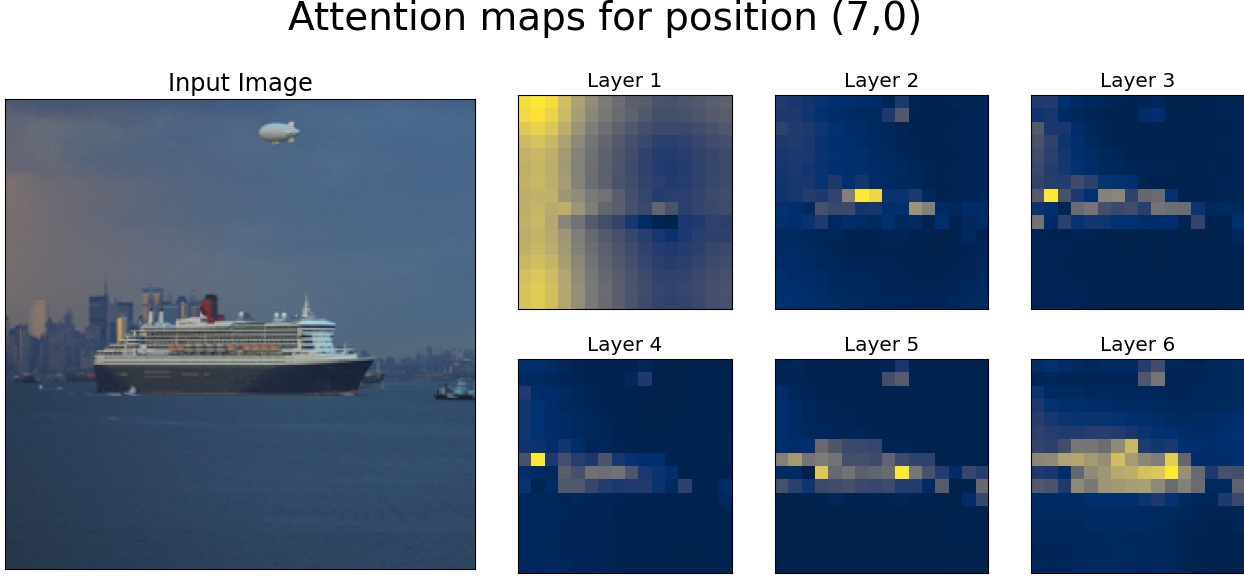 Attention maps for position (7,0)
Input Image
Layer 1
Layer 2
Layer 3
Layer 4
Layer 5
Layer 6